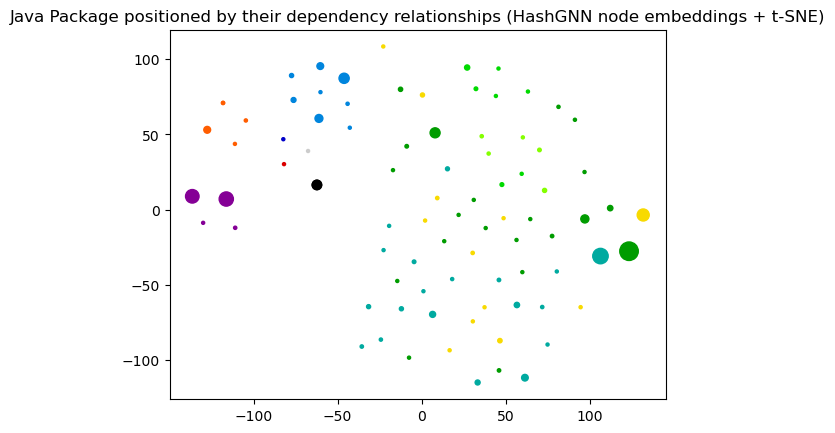 Java Package positioned by their dependency relationships (HashGNN node embeddings + t-SNE)
100
50
0
−50
−100
−100 −50 0 50 100